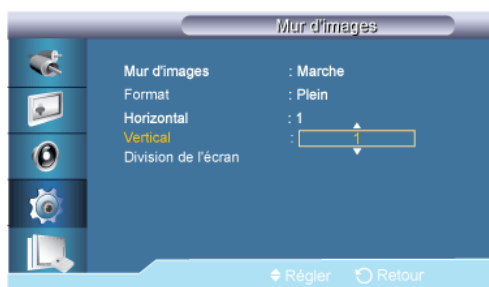 Mur d'images
Mur d'images : Marche
Format : Plein
Horizontal : 1
Vertical : 1
Division de l'écran
Régler Retour